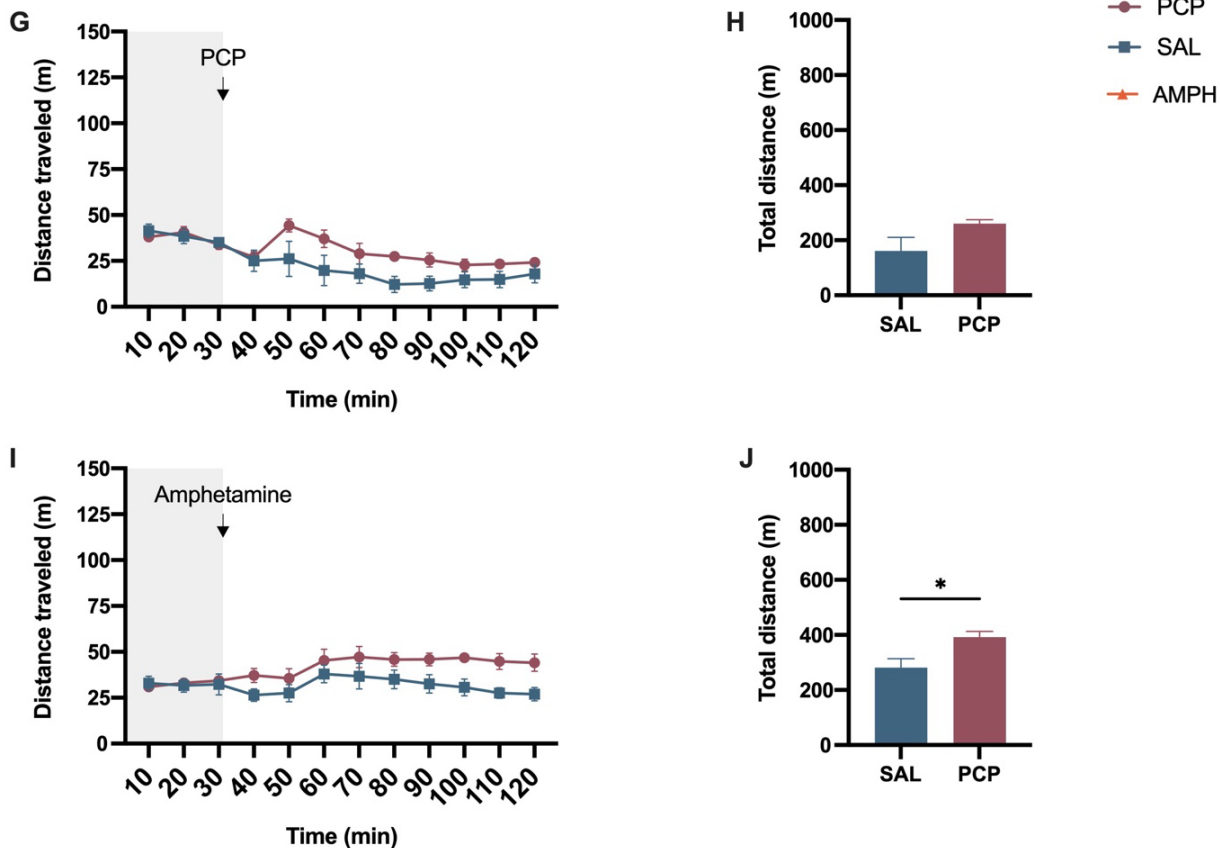 G
150
125
100
75
50
25
0
Distance traveled (m)
PCP
10 20 30 40 50 60 70 80 90 100 110 120
Time (min)
H
1000
800
600
400
200
0
Total distance (m)
SAL PCP
PCP
SAL
AMPH
I
150
125
100
75
50
25
0
Distance traveled (m)
Amphetamine
10 20 30 40 50 60 70 80 90 100 110 120
Time (min)
J
1000
800
600
400
200
0
Total distance (m)
*
SAL PCP